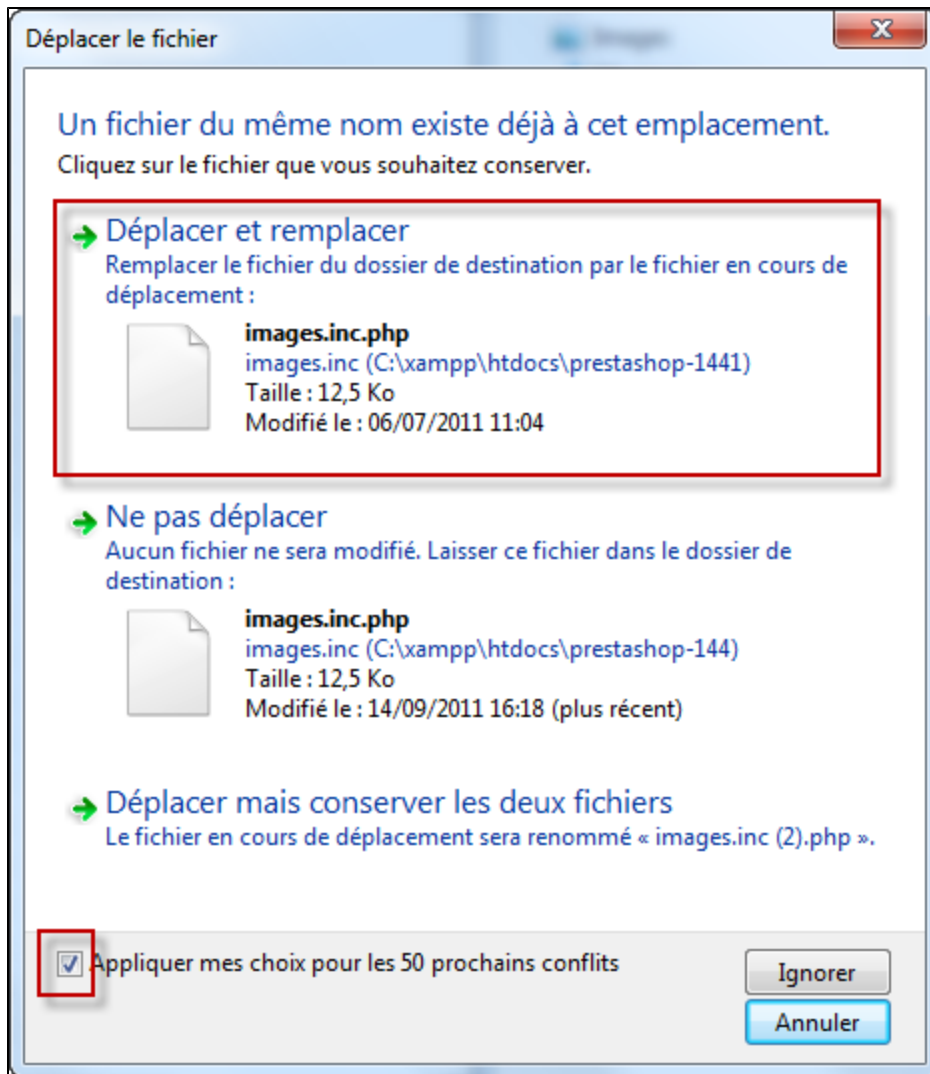 Déplacer le fichier
Un fichier du même nom existe déjà à cet emplacement.
Cliquez sur le fichier que vous souhaitez conserver.
Déplacer et remplacer
Remplacer le fichier du dossier de destination par le fichier en cours de
déplacement :
images.inc.php
images.inc (C:\xampp\htdocs\prestashop-1441)
Taille : 12,5 Ko
Modifié le : 06/07/2011 11:04
Ne pas déplacer
Aucun fichier ne sera modifié. Laisser ce fichier dans le dossier de
destination :
images.inc.php
images.inc (C:\xampp\htdocs\prestashop-144)
Taille : 12,5 Ko
Modifié le : 14/09/2011 16:18 (plus récent)
Déplacer mais conserver les deux fichiers
Le fichier en cours de déplacement sera renommé « images.inc (2).php ».
Appliquer mes choix pour les 50 prochains conflits
Ignorer
Annuler